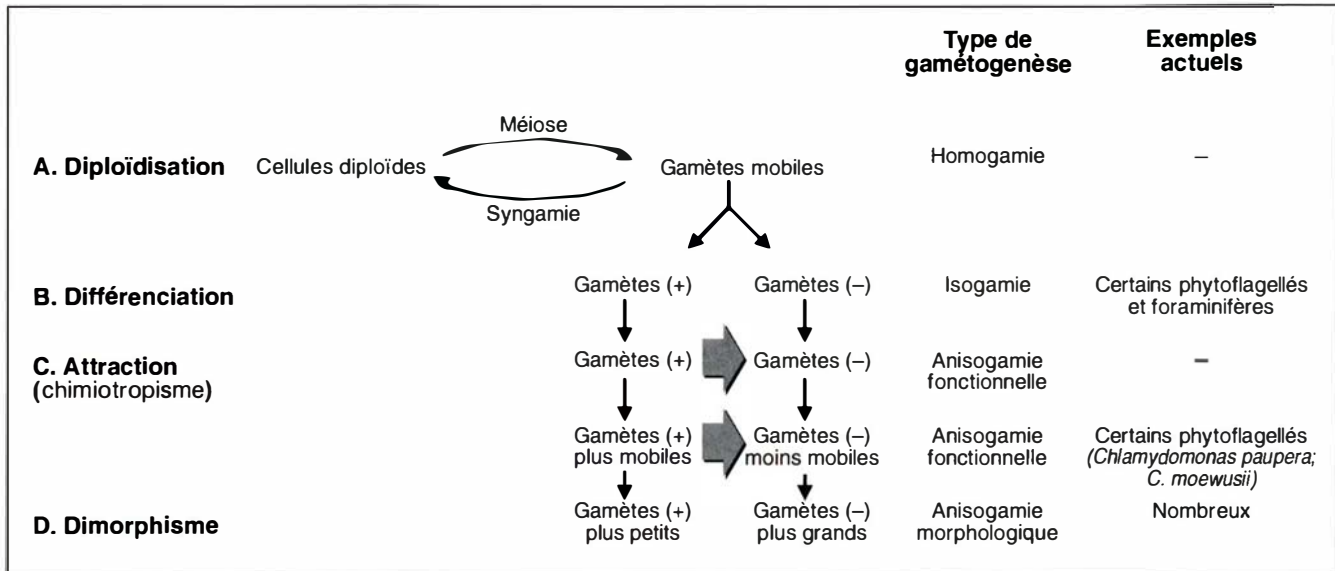 Type de
gamétogenèse
Exemples
actuels
Méiose
A. Diploïdisation
Cellules diploïdes
Gamètes mobiles
Homogamie
–
Syngamie
B. Différenciation
Gamètes (+)
Gamètes (–)
Isogamie
Certains phytoflagellés
et foraminifères
C. Attraction
(chimiotropisme)
Gamètes (+)
Gamètes (–)
Anisogamie
fonctionnelle
–
Gamètes (+)
plus mobiles
Gamètes (–)
moins mobiles
Anisogamie
fonctionnelle
Certains phytoflagellés
(Chlamydomonas paupera;
C. moewusii)
D. Dimorphisme
Gamètes (+)
plus petits
Gamètes (–)
plus grands
Anisogamie
morphologique
Nombreux